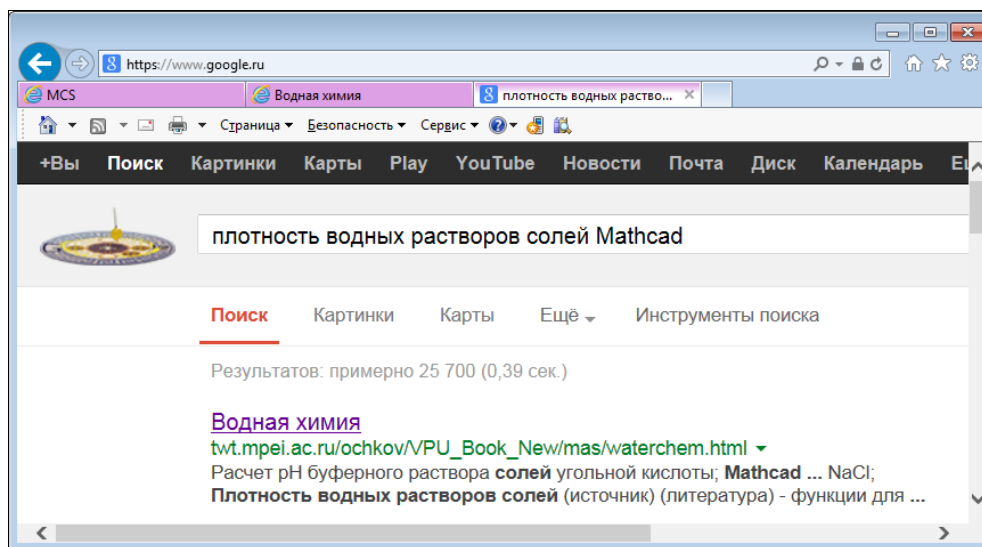 https://www.google.ru
MCS
Водная химия
плотность водных раство...
Страница
Безопасность
Сервис
+Вы Поиск Картинки Карты Play YouTube Новости Почта Диск Календарь
плотность водных растворов солей Mathcad
Поиск Картинки Карты Ещё Инструменты поиска
Результатов: примерно 25 700 (0,39 сек.)
Водная химия
twt.mpei.ac.ru/ochkov/VPU_Book_New/mas/waterchem.html
Расчет pH буферного раствора солей угольной кислоты; Mathcad ... NaCl;
Плотность водных растворов солей (источник) (литература) - функции для ...